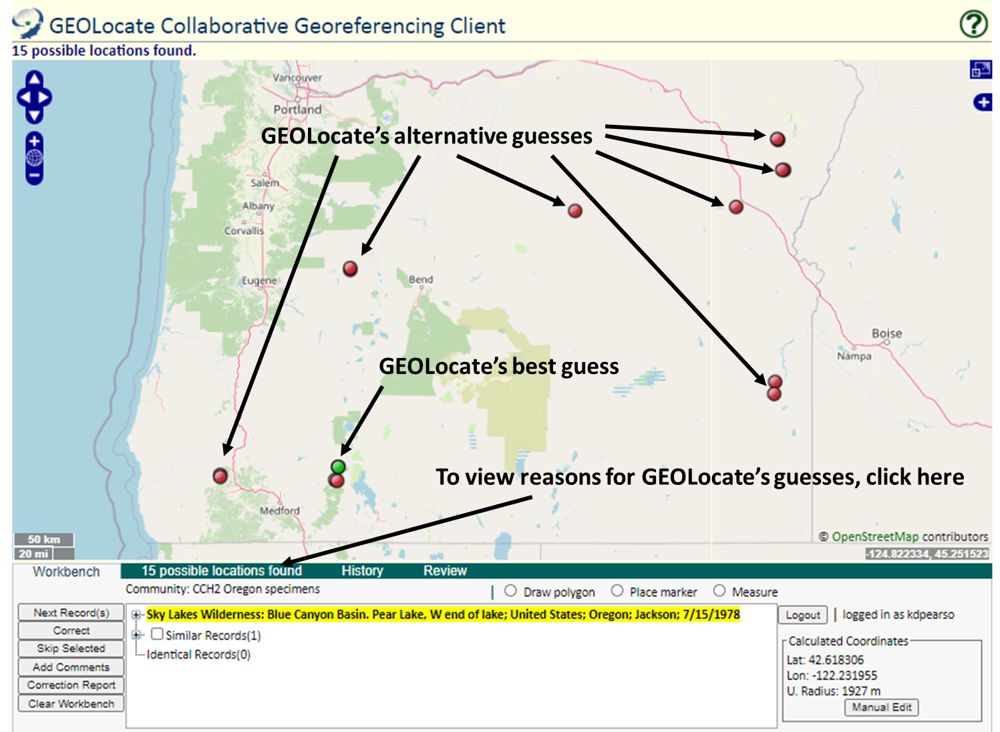 GEOLocate Collaborative Georeferencing Client
?
15 possible locations found.
Vancouver
Portland
GEOLocate's alternative guesses
Salem
Albany
Corvallis
Eugene
Bend
Boise
Nampa
GEOLocate's best guess
To view reasons for GEOLocate's guesses, click here
Medford
50 km
20 mi
© OpenStreetMap contributors
-124.822334, 45.251523
Workbench 15 possible locations found History Review
Community: CCH2 Oregon specimens | Draw polygon Place marker Measure
Next Record(s)
Correct
Skip Selected
Add Comments
Correction Report
Clear Workbench
Sky Lakes Wilderness: Blue Canyon Basin. Pear Lake, W end of lake; United States; Oregon; Jackson; 7/15/1978
Similar Records(1)
Identical Records(0)
Logout | logged in as kdpearso
Calculated Coordinates
Lat: 42.618306
Lon: -122.231955
U. Radius: 1927 m
Manual Edit